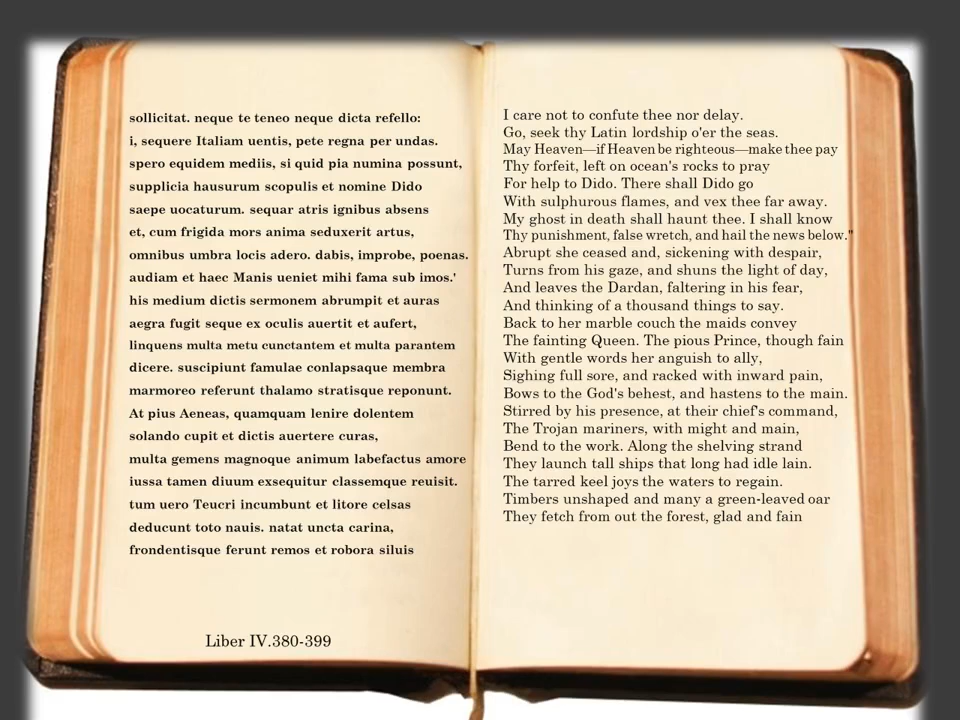 sollicitat. neque te teneo neque dicta refello:
i, sequere Italiam uentis, pete regna per undas.
spero equidem mediis, si quid pia numina possunt,
supplicia hausurum scopulis et nomine Dido
saepe uocaturum. sequar atris ignibus absens
et, cum frigida mors anima seduxerit artus,
omnibus umbra locis adero. dabis, improbe, poenas.
audiam et haec Manis ueniet mihi fama sub imos.'
his medium dictis sermonem abrumpit et auras
aegra fugit seque ex oculis auertit et aufert,
linquens multa metu cunctantem et multa parantem
dicere. suscipiunt famulae conlapsaque membra
marmoreo referunt thalamo stratisque reponunt.
At pius Aeneas, quamquam lenire dolentem
solando cupit et dictis auertere curas,
multa gemens magnoque animum labefactus amore
iussa tamen diuum exsequitur classemque reuisit.
tum uero Teucri incumbunt et litore celsas
deducunt toto nauis. natat uncta carina,
frondentisque ferunt remos et robora siluis
Liber IV.380-399
I care not to confute thee nor delay.
Go, seek thy Latin lordship o'er the seas.
May Heaven—if Heaven be righteous—make thee pay
Thy forfeit, left on ocean's rocks to pray
For help to Dido. There shall Dido go
With sulphurous flames, and vex thee far away.
My ghost in death shall haunt thee. I shall know
Thy punishment, false wretch, and hail the news below."
Abrupt she ceased and, sickening with despair,
Turns from his gaze, and shuns the light of day,
And leaves the Dardan, faltering in his fear,
And thinking of a thousand things to say.
Back to her marble couch the maids convey
The fainting Queen. The pious Prince, though fain
With gentle words her anguish to ally,
Sighing full sore, and racked with inward pain,
Bows to the God's behest, and hastens to the main.
Stirred by his presence, at their chief's command,
The Trojan mariners, with might and main,
Bend to the work. Along the shelving strand
They launch tall ships that long had idle lain.
The tarred keel joys the waters to regain.
Timbers unshaped and many a green-leaved oar
They fetch from out the forest, glad and fain